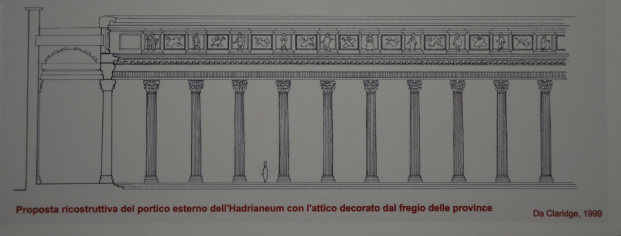 Proposta ricostruttiva del portico esterno dell'Hadrianeum con l'attico decorato dal fregio delle province
Da Claridge, 1999